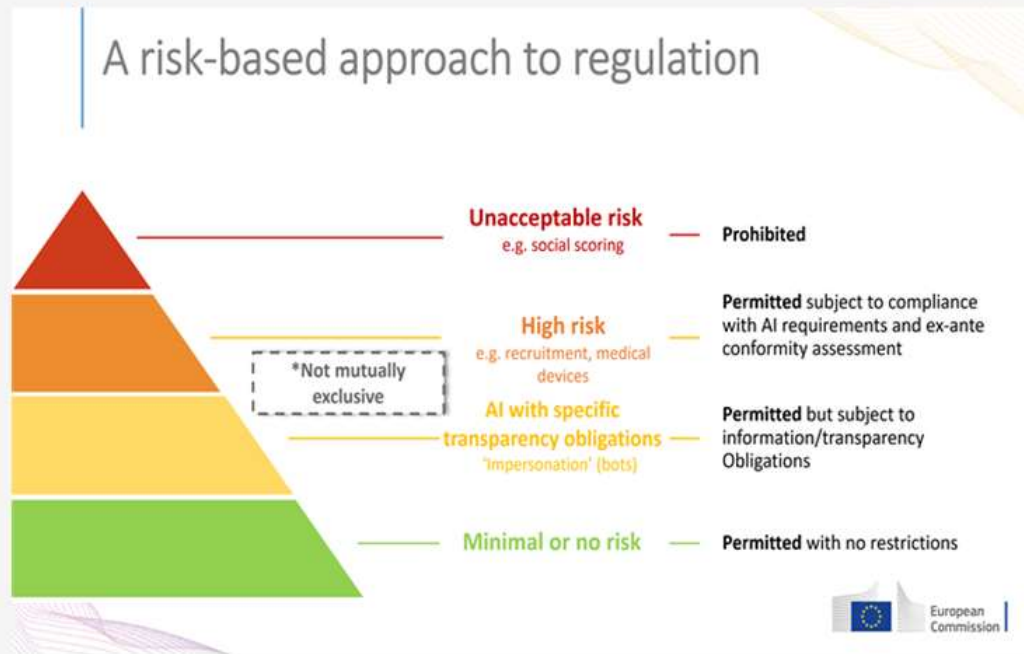 A risk-based approach to regulation
Unacceptable risk
e.g. social scoring
Prohibited
High risk
e.g. recruitment, medical
devices
Permitted subject to compliance
with AI requirements and ex-ante
conformity assessment
*Not mutually
exclusive
AI with specific
transparency obligations
'Impersonation' (bots)
Permitted but subject to
information/transparency
Obligations
Minimal or no risk
Permitted with no restrictions
European
Commission